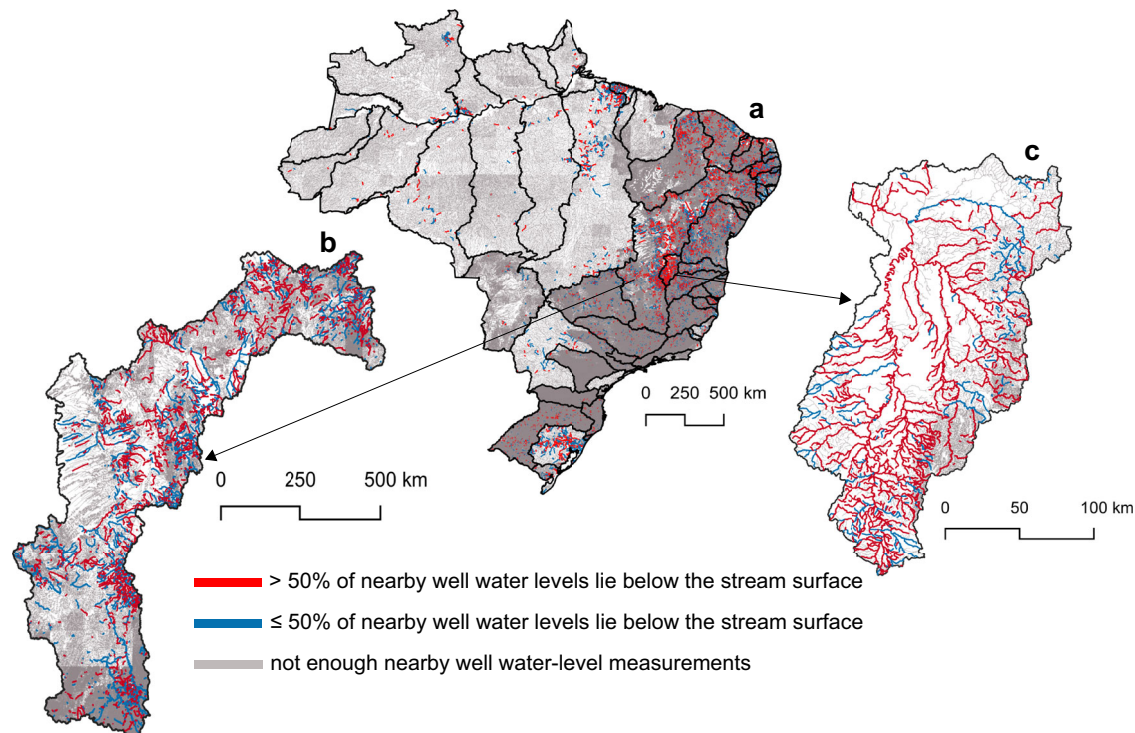 a
c
b
0 250 500 km
0 250 500 km
0 50 100 km
> 50% of nearby well water levels lie below the stream surface
≤ 50% of nearby well water levels lie below the stream surface
not enough nearby well water-level measurements